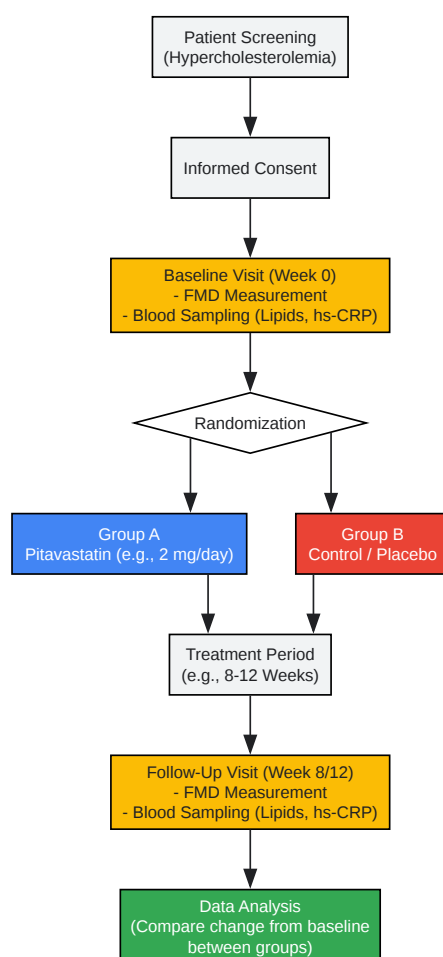 Patient Screening
(Hypercholesterolemia)
Informed Consent
Baseline Visit (Week 0)
- FMD Measurement
- Blood Sampling (Lipids, hs-CRP)
Randomization
Group A
Pitavastatin (e.g., 2 mg/day)
Group B
Control / Placebo
Treatment Period
(e.g., 8-12 Weeks)
Follow-Up Visit (Week 8/12)
- FMD Measurement
- Blood Sampling (Lipids, hs-CRP)
Data Analysis
(Compare change from baseline
between groups)